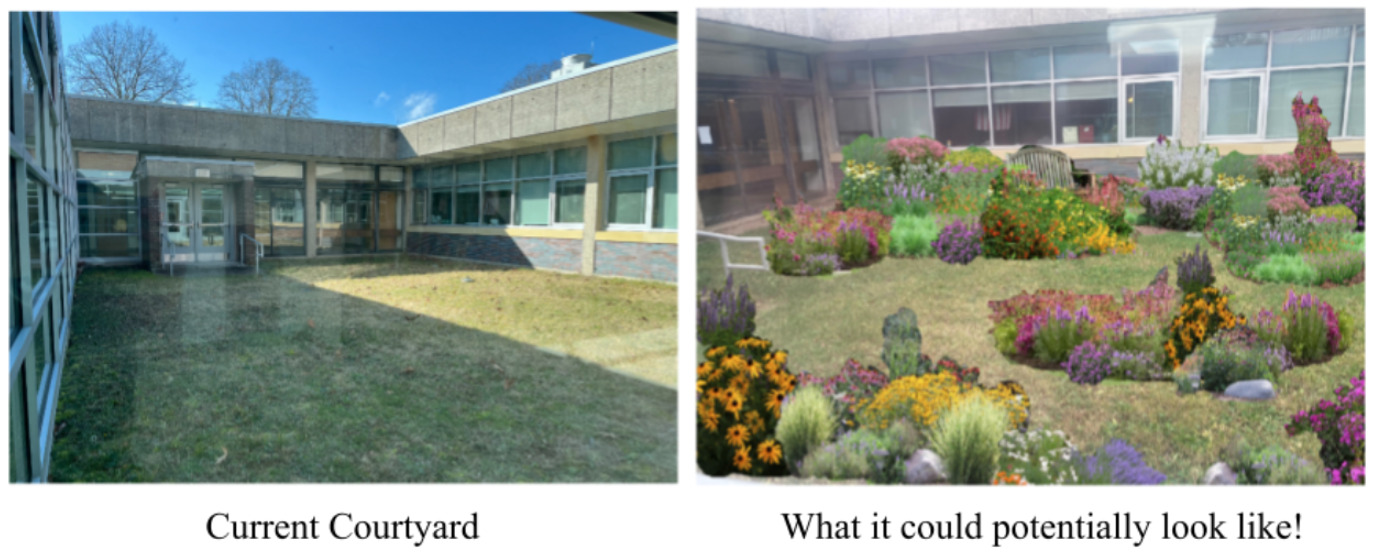 Current Courtyard
What it could potentially look like!